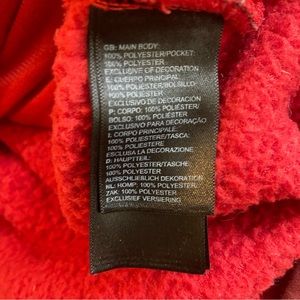 GB: MAIN BODY:
100% POLYESTER/POCKET:
100% POLYESTER
EXCLUSIVE OF DECORATION
E: CUERPO PRINCIPAL:
100% POLIÉSTER/BOLSILLO:
100% POLIÉSTER
EXCLUSIVO DE DECORACIÓN
P: CORPO: 100% POLIÉSTER
BOLSO: 100% POLIÉSTER
EXCLUSIVO PARA DECORAÇÃO
I: CORPO PRINCIPALE:
100% POLIESTERE/TASCA:
100% POLIESTERE
ESCLUSA LA DECORAZIONE
D: HAUPTTEIL:
100% POLYESTER/TASCHE
100% POLYESTER
AUSSCHLIEBLICH DEKORATION
NL: ROMP: 100% POLYESTER,
ZAK: 100% POLYESTER
EXCLUSIEF VERSIERING